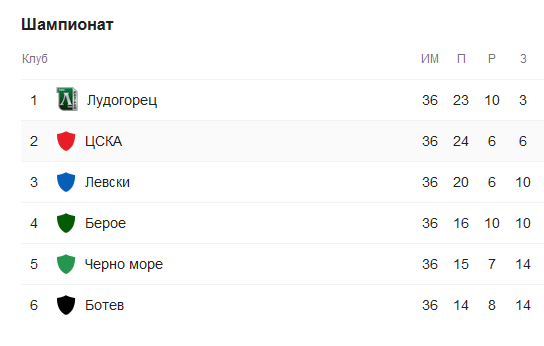 Шампионат
Клуб ИМ П Р З
1 Лудогорец 36 23 10 3
2 ЦСКА 36 24 6 6
3 Левски 36 20 6 10
4 Берое 36 16 10 10
5 Черно море 36 15 7 14
6 Ботев 36 14 8 14